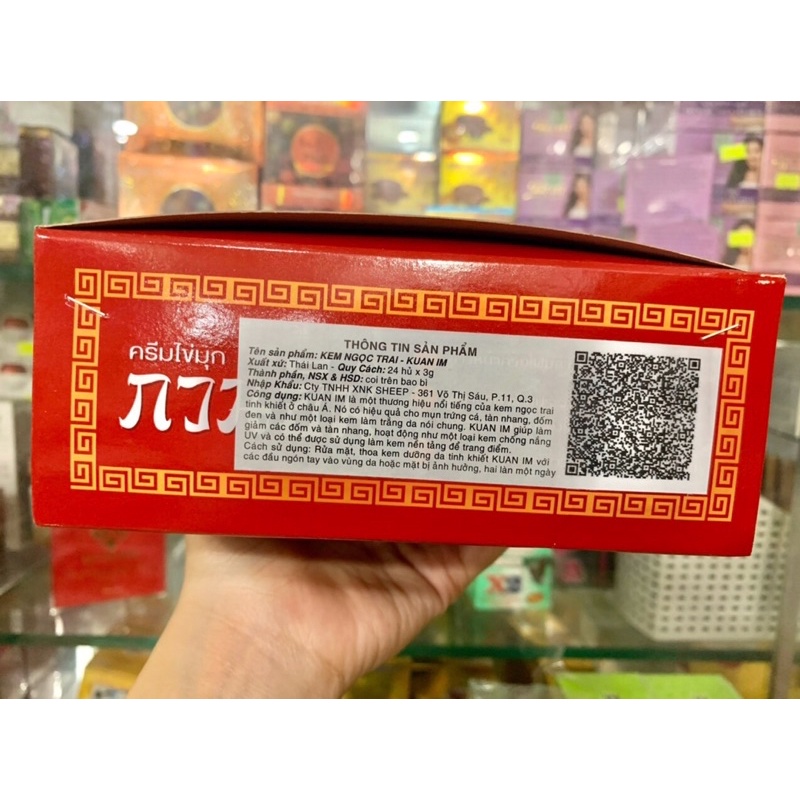 ครีมไข่มุก
กวน
THÔNG TIN SẢN PHẨM
Tên sản phẩm: KEM NGỌC TRAI - KUAN IM
Xuất xứ: Thái Lan - Quy Cách: 24 hủ x 3g
Thành phần, NSX & HSD: coi trên bao bì
Nhập Khẩu: Cty TNHH XNK SHEEP - 361 Võ Thị Sáu, P.11, Q.3
Công dụng: KUAN IM là một thương hiệu nổi tiếng của kem ngọc trai
tinh khiết ở châu Á. Nó có hiệu quả cho mụn trứng cá, tàn nhang, đốm
đen và như một loại kem làm trắng da nói chung. KUAN IM giúp làm
giảm các đốm và tàn nhang, hoạt động như một loại kem chống nắng
UV và có thể được sử dụng làm kem nền tảng để trang điểm.
Cách sử dụng: Rửa mặt, thoa kem dưỡng da tinh khiết KUAN IM với
các đầu ngón tay vào vùng da hoặc mặt bị ảnh hưởng, hai lần một ngày